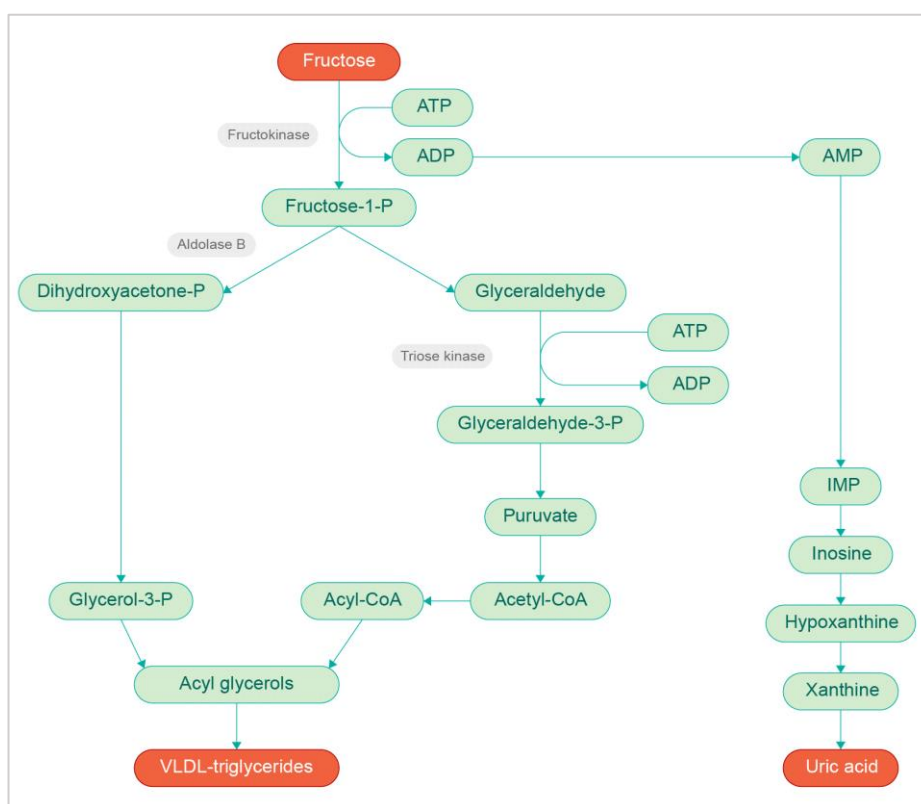 Fructose
ATP
Fructokinase
ADP
AMP
Fructose-1-P
Aldolase B
Dihydroxyacetone-P
Glyceraldehyde
ATP
Triose kinase
ADP
Glyceraldehyde-3-P
IMP
Puruvate
Inosine
Glycerol-3-P
Acyl-CoA
Acetyl-CoA
Hypoxanthine
Acyl glycerols
Xanthine
VLDL-triglycerides
Uric acid